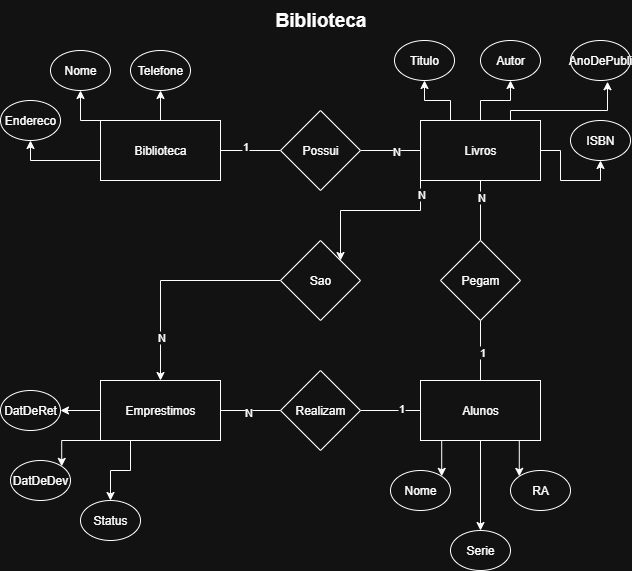 Biblioteca
Nome
Telefone
Titulo
Autor
AnoDePubli
Endereco
Biblioteca
1
Possui
N
Livros
ISBN
N
N
Sao
Pegam
N
1
DatDeRet
Emprestimos
N
Realizam
1
Alunos
DatDeDev
Status
Nome
RA
Serie